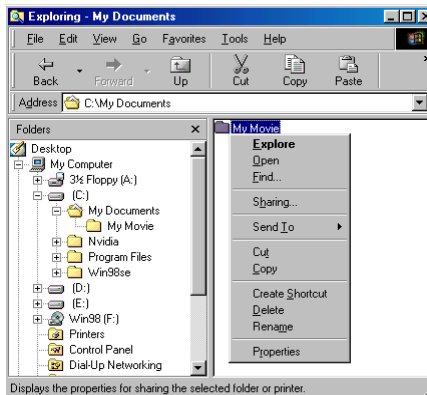 Exploring - My Documents
File Edit View Go Favorites Tools Help
Back Forward Up Cut Copy Paste
Address C:\My Documents
Folders
Desktop
My Computer
3½ Floppy (A:)
(C:)
My Documents
My Movie
Nvidia
Program Files
Win98se
(D:)
(E:)
Win98 (F:)
Printers
Control Panel
Dial-Up Networking
My Movie
Explore
Open
Find...
Sharing...
Send To
Cut
Copy
Create Shortcut
Delete
Rename
Properties
Displays the properties for sharing the selected folder or printer.